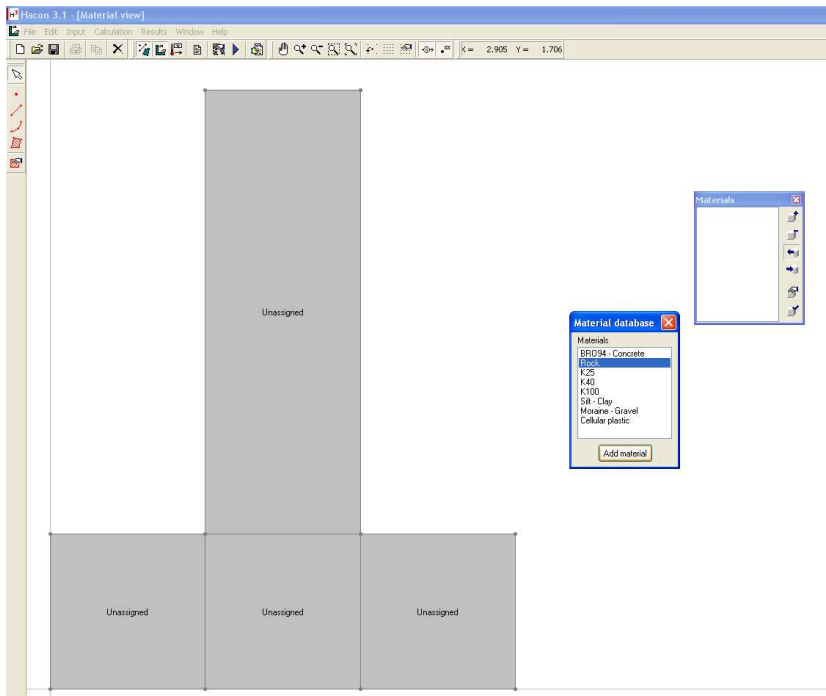 Hacon 3.1 - [Material view]
File Edit Input Calculation Results Window Help
X = 2.905 Y = 1.706
Materials
Unassigned
Material database
Materials
BRO94 - Concrete
Rock
K25
K40
K100
Silt - Clay
Moraine - Gravel
Cellular plastic
Add material
Unassigned Unassigned Unassigned